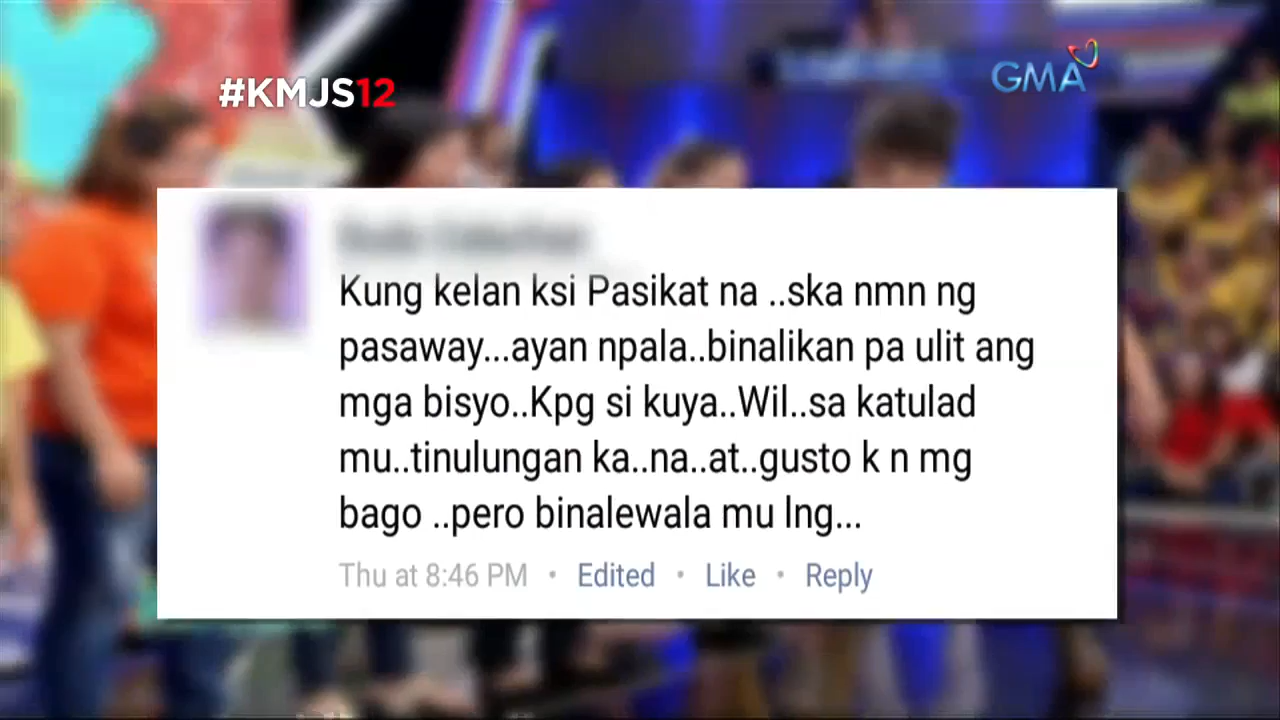 #KMJS12
GMA
Kung kelan ksi Pasikat na ..ska nmn ng
pasaway...ayan npala..binalikan pa ulit ang
mga bisyo..Kpg si kuya..Wil..sa katulad
mu..tinulungan ka..na..at..gusto k n mg
bago ..pero binalewala mu lng...
Thu at 8:46 PM • Edited • Like • Reply